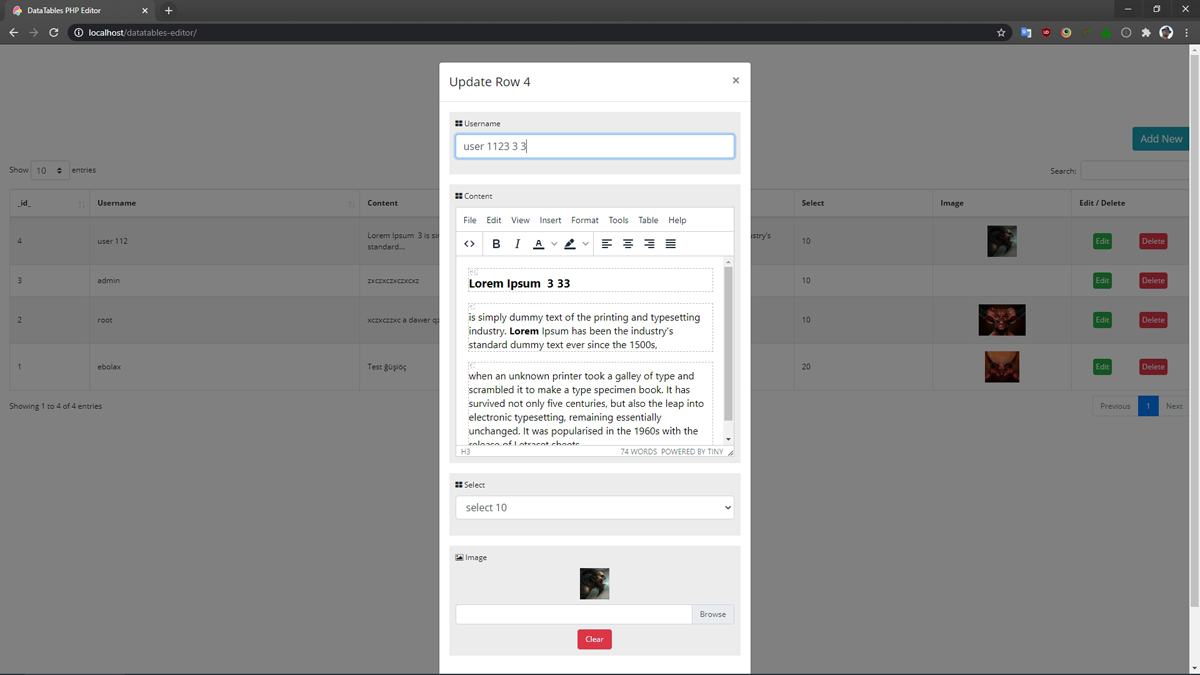 DataTables PHP Editor
localhost/datatables-editor/
Update Row 4
Username
user 1123 3 3
Add New
Show 10 entries
Search:
_id_ Username Content Select Image Edit / Delete
4 user 112 Lorem Ipsum 3 is standard... 10 Edit Delete
3 admin zxczxczxczxcxz 10 Edit Delete
2 root xczxczzxc a dawer 10 Edit Delete
1 ebolax Test ğüşiöç 20 Edit Delete
Showing 1 to 4 of 4 entries
Previous 1 Next
Content
File Edit View Insert Format Tools Table Help
B I A
H3
Lorem Ipsum 3 33
is simply dummy text of the printing and typesetting
industry. Lorem Ipsum has been the industry's
standard dummy text ever since the 1500s,
when an unknown printer took a galley of type and
scrambled it to make a type specimen book. It has
survived not only five centuries, but also the leap into
electronic typesetting, remaining essentially
unchanged. It was popularised in the 1960s with the
release of Letraset sheets
H3 74 WORDS POWERED BY TINY
Select
select 10
Image
Browse
Clear